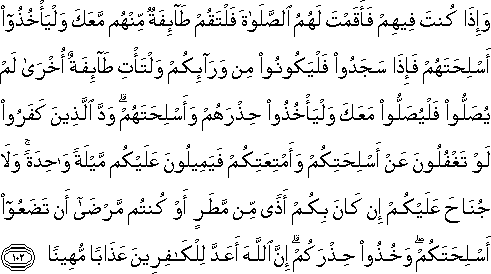 وَإِذَا كُنتَ فِيهِمْ فَأَقَمْتَ لَهُمُ ٱلصَّلَوٰةَ فَلْتَقُمْ طَآئِفَةٌ مِّنْهُم مَّعَكَ وَلْيَأْخُذُوٓا۟
أَسْلِحَتَهُمْ فَإِذَا سَجَدُوا۟ فَلْيَكُونُوا۟ مِن وَرَآئِكُمْ وَلْتَأْتِ طَآئِفَةٌ أُخْرَىٰ لَمْ
يُصَلُّوا۟ فَلْيُصَلُّوا۟ مَعَكَ وَلْيَأْخُذُوا۟ حِذْرَهُمْ وَأَسْلِحَتَهُمْ ۗ وَدَّ ٱلَّذِينَ كَفَرُوا۟
لَوْ تَغْفُلُونَ عَنْ أَسْلِحَتِكُمْ وَأَمْتِعَتِكُمْ فَيَمِيلُونَ عَلَيْكُم مَّيْلَةً وَٰحِدَةً ۚ وَلَا
جُنَاحَ عَلَيْكُمْ إِن كَانَ بِكُمْ أَذًى مِّن مَّطَرٍ أَوْ كُنتُم مَّرْضَىٰٓ أَن تَضَعُوٓا۟
أَسْلِحَتَكُمْ ۖ وَخُذُوا۟ حِذْرَكُمْ ۗ إِنَّ ٱللَّهَ أَعَدَّ لِلْكَٰفِرِينَ عَذَابًا مُّهِينًا ١٠٢